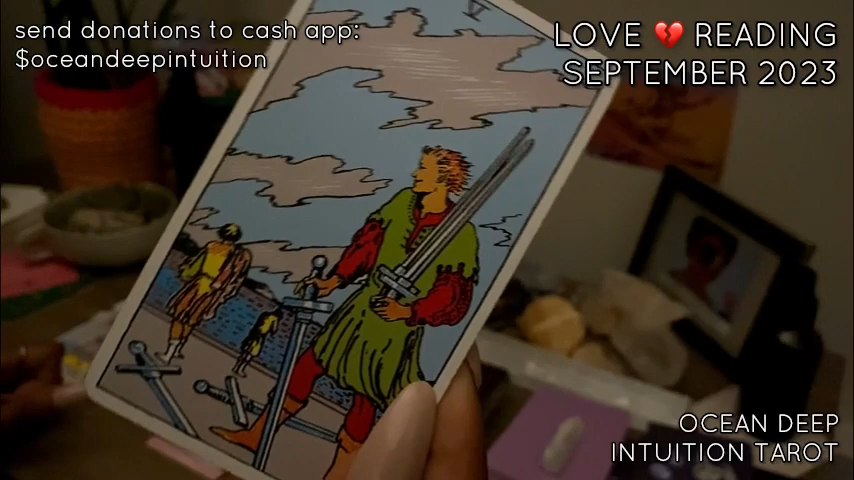 send donations to cash app:
$oceandeepintuition
LOVE 💔 READING
SEPTEMBER 2023
V
OCEAN DEEP
INTUITION TAROT